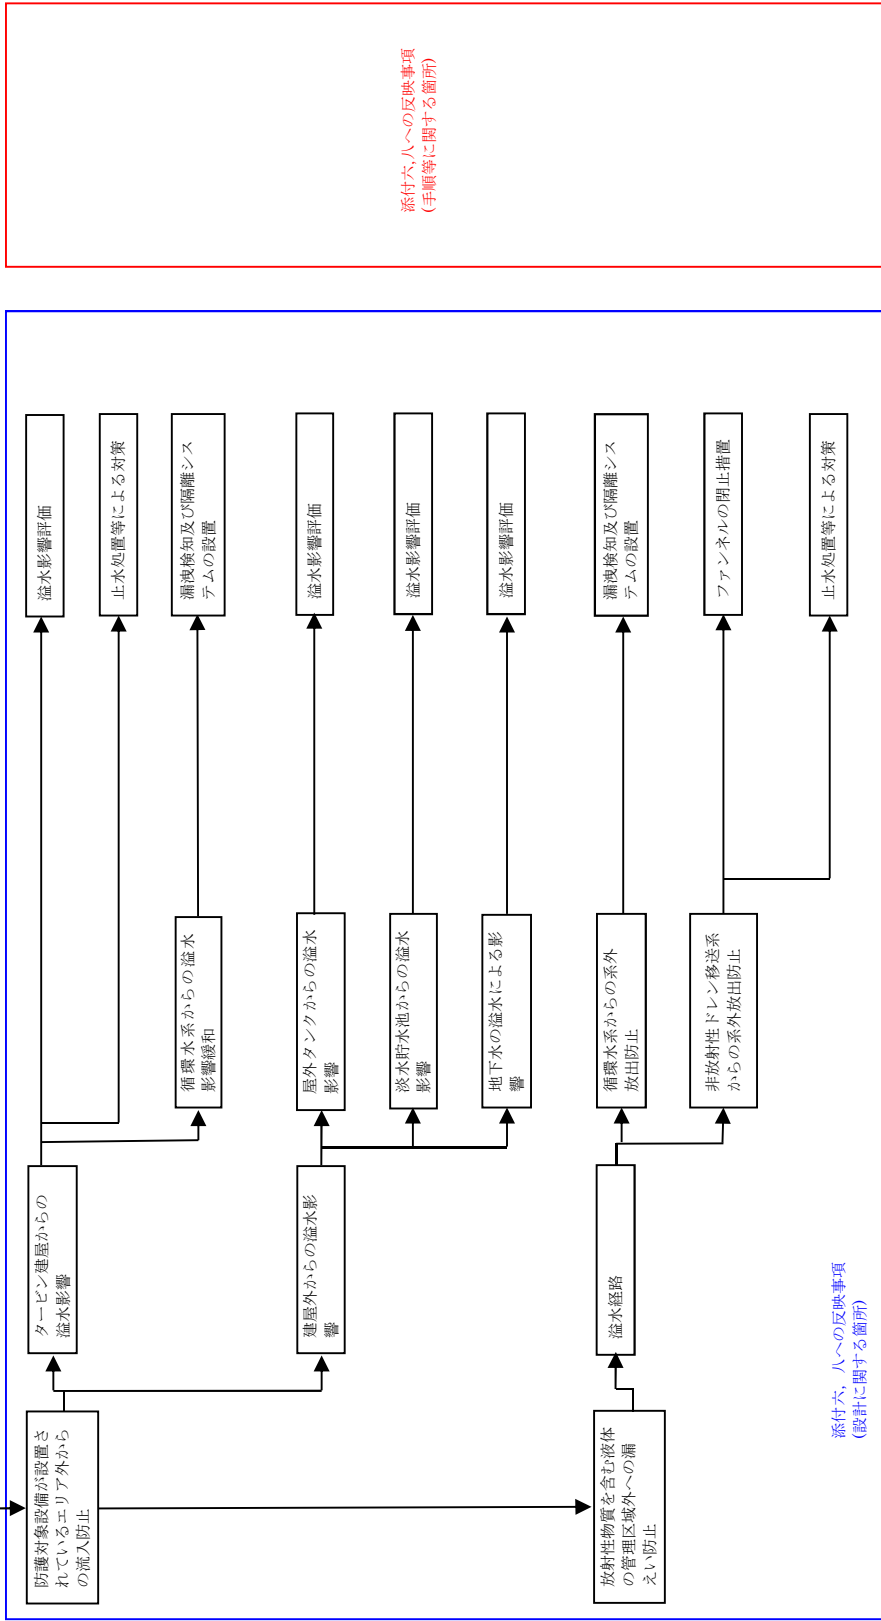 添付六,八への反映事項
(手順等に関する箇所)
溢水影響評価
止水処置等による対策
漏洩検知及び隔離シス
テムの設置
溢水影響評価
溢水影響評価
溢水影響評価
漏洩検知及び隔離シス
テムの設置
ファンネルの閉止措置
止水処置等による対策
循環水系からの溢水
影響緩和
屋外タンクからの溢水
影響
淡水貯水池からの溢水
影響
地下水の溢水による影
響
循環水系からの系外
放出防止
非放射性ドレン移送系
からの系外放出防止
タービン建屋からの
溢水影響
建屋外からの溢水影
響
溢水経路
防護対象設備が設置さ
れているエリア外から
の流入防止
放射性物質を含む液体
の管理区域外への漏
えい防止
添付六，八への反映事項
(設計に関する箇所)